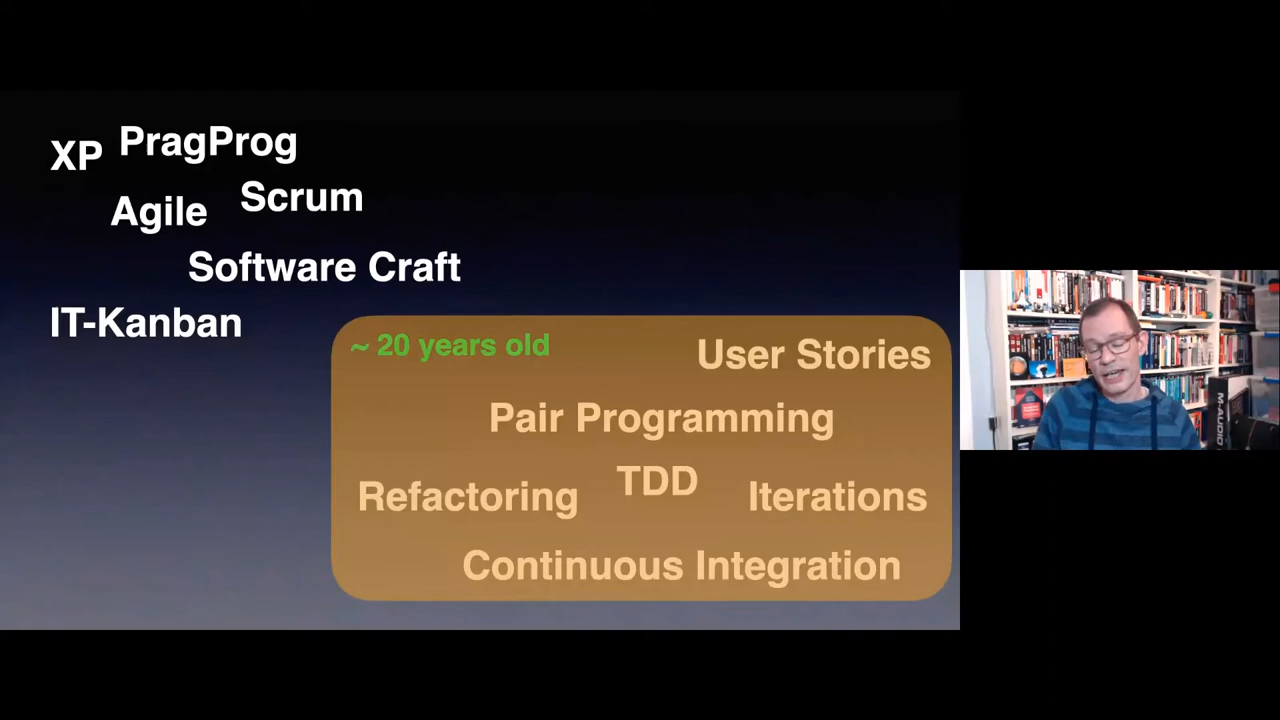 XP PragProg
Agile Scrum
Software Craft
IT-Kanban
~ 20 years old
User Stories
Pair Programming
TDD
Refactoring Iterations
Continuous Integration
M-AUDIO